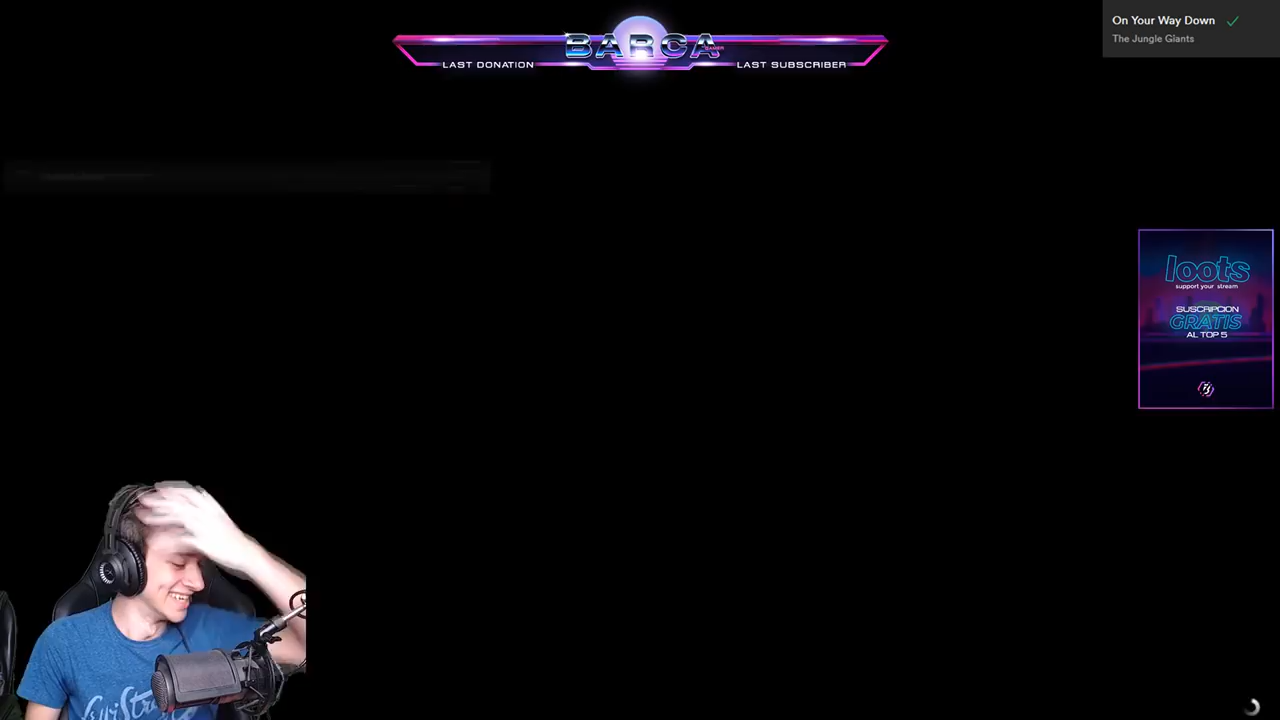 BARCA
GAMER
LAST DONATION
LAST SUBSCRIBER
On Your Way Down
The Jungle Giants
loots
support your stream
SUSCRIPCION
GRATIS
AL TOP 5